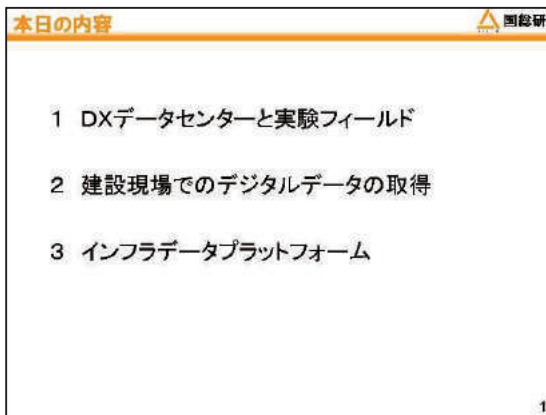 本日の内容
国総研
1 DXデータセンターと実験フィールド
2 建設現場でのデジタルデータの取得
3 インフラデータプラットフォーム
1